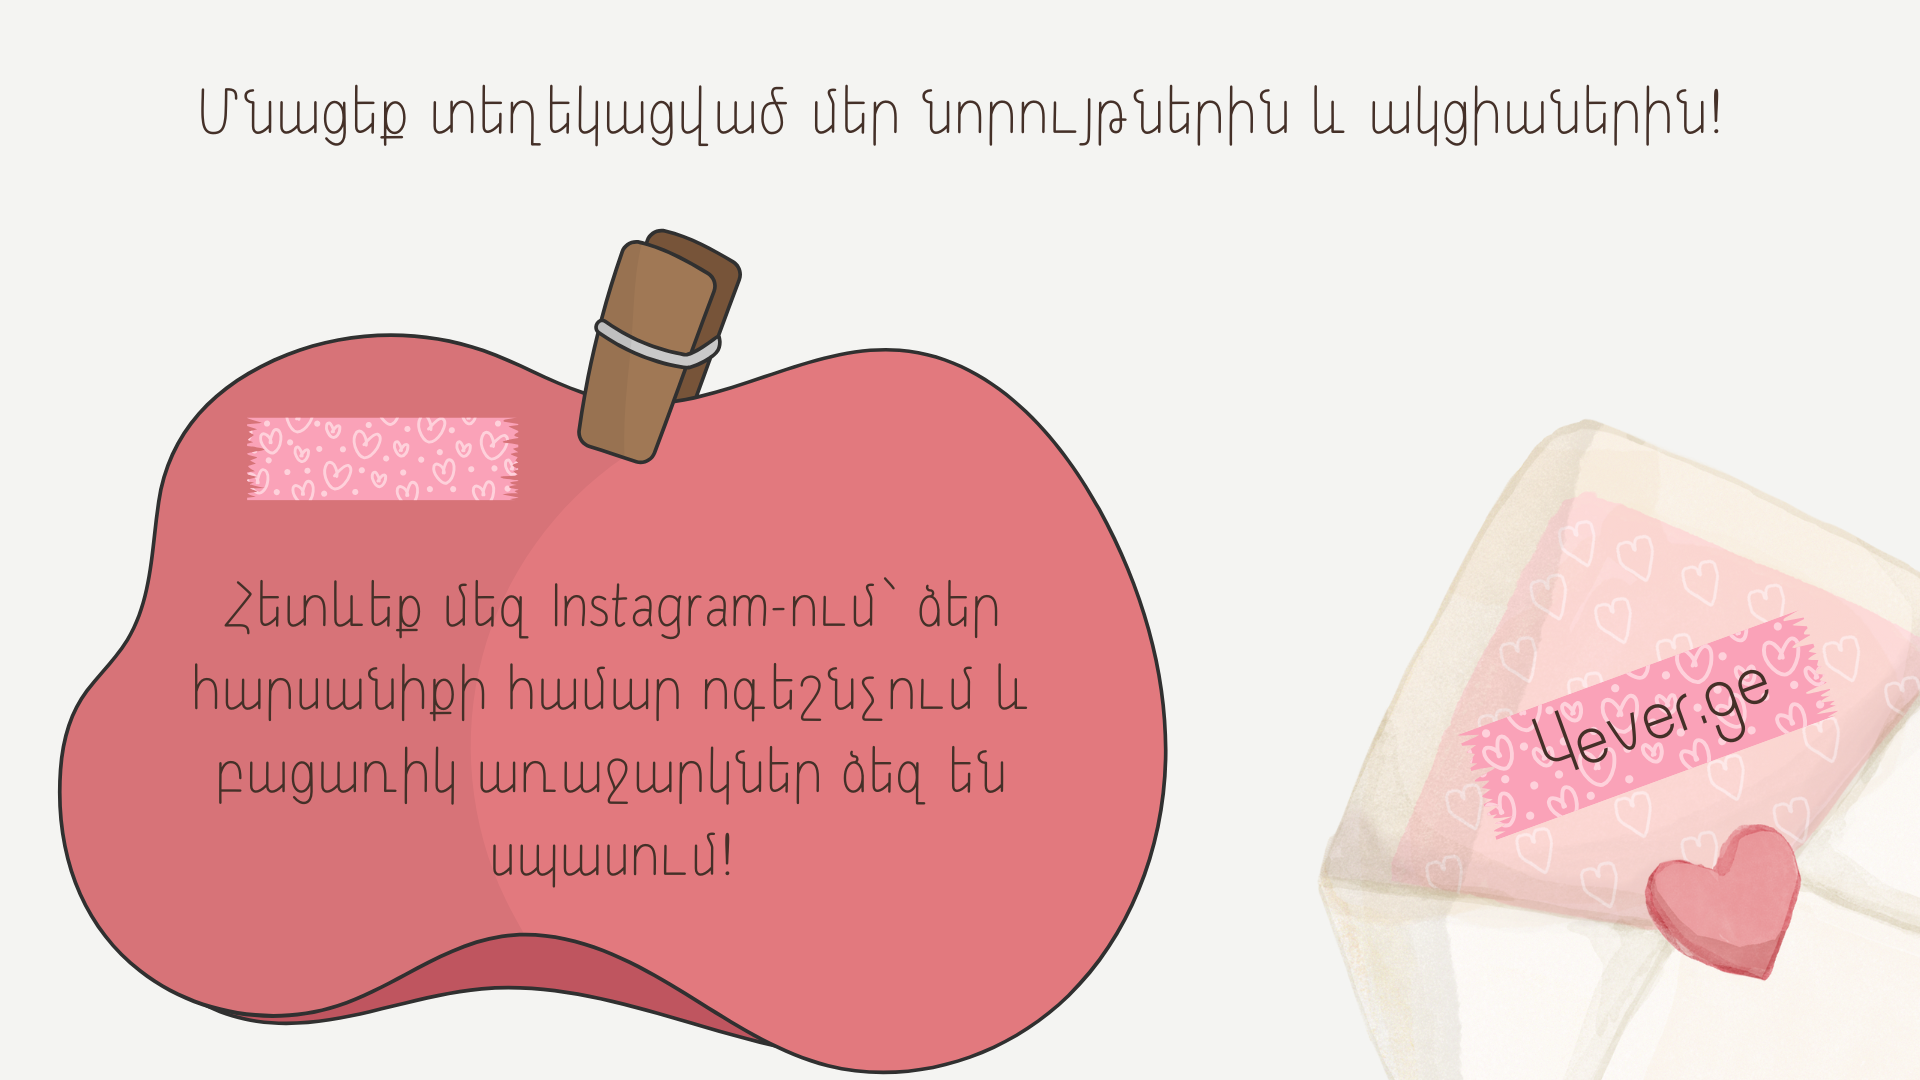 Մնացեք տեղեկացված մեր նորույթներին և ակցիաներին!
Հետևեք մեզ Instagram-ում՝ ձեր
հարսանիքի համար ոգեշնչում և
բացառիկ առաջարկներ ձեզ են
սպասում!
4ever.ge